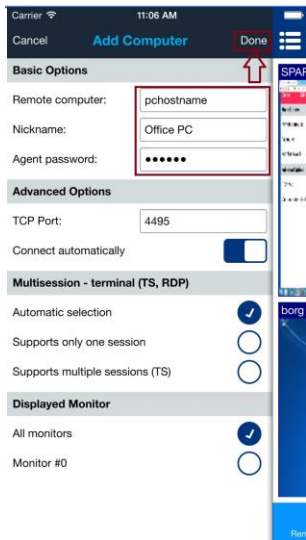 Carrier 11:06 AM
Cancel Add Computer Done
Basic Options
SPAR
Remote computer: pchostname
Nickname: Office PC
Agent password: ●●●●●●
Advanced Options
TCP Port: 4495
Connect automatically
Multisession - terminal (TS, RDP)
Automatic selection
borg
Supports only one session
Supports multiple sessions (TS)
Displayed Monitor
All monitors
Monitor #0
Ren